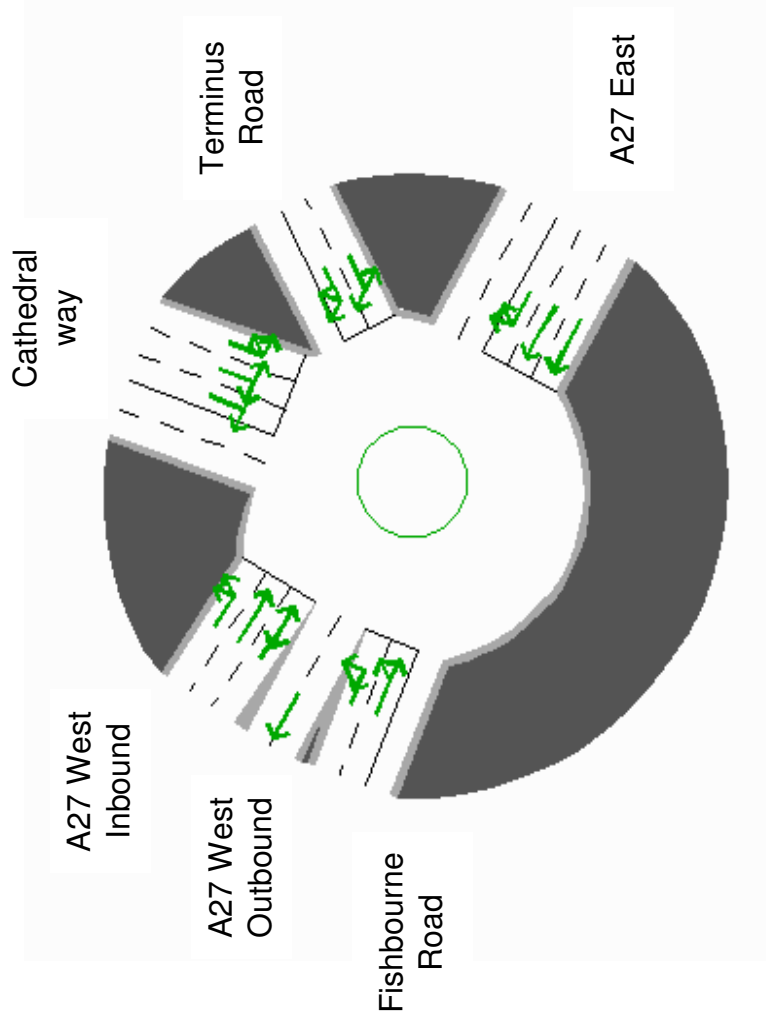 Cathedral
way
Terminus
Road
A27 East
A27 West
Inbound
A27 West
Outbound
Fishbourne
Road